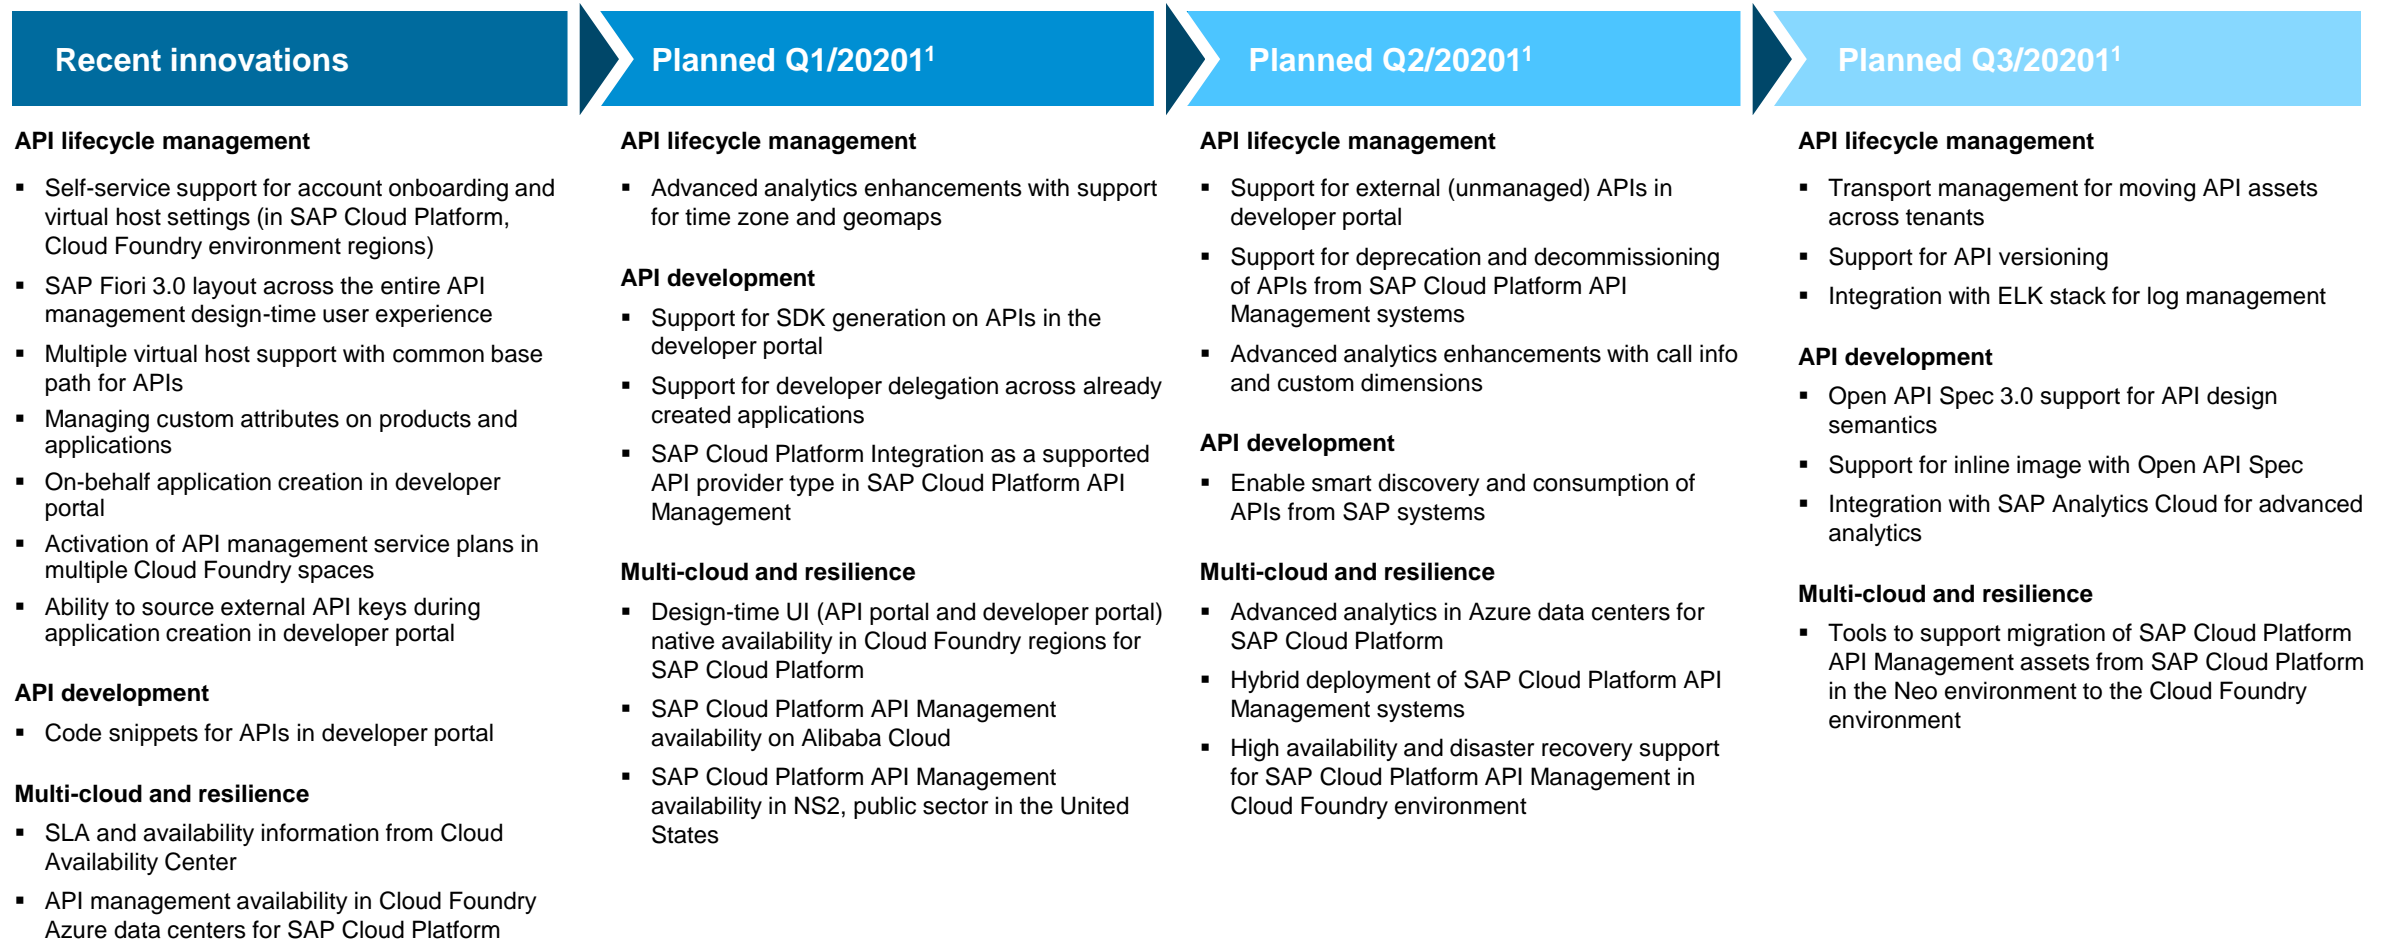 Recent innovations
API lifecycle management
▪ Self-service support for account onboarding and
virtual host settings (in SAP Cloud Platform,
Cloud Foundry environment regions)
▪ SAP Fiori 3.0 layout across the entire API
management design-time user experience
▪ Multiple virtual host support with common base
path for APIs
▪ Managing custom attributes on products and
applications
▪ On-behalf application creation in developer
portal
▪ Activation of API management service plans in
multiple Cloud Foundry spaces
▪ Ability to source external API keys during
application creation in developer portal
API development
▪ Code snippets for APIs in developer portal
Multi-cloud and resilience
▪ SLA and availability information from Cloud
Availability Center
▪ API management availability in Cloud Foundry
Azure data centers for SAP Cloud Platform
Planned Q1/20201¹
API lifecycle management
▪ Advanced analytics enhancements with support
for time zone and geomaps
API development
▪ Support for SDK generation on APIs in the
developer portal
▪ Support for developer delegation across already
created applications
▪ SAP Cloud Platform Integration as a supported
API provider type in SAP Cloud Platform API
Management
Multi-cloud and resilience
▪ Design-time UI (API portal and developer portal)
native availability in Cloud Foundry regions for
SAP Cloud Platform
▪ SAP Cloud Platform API Management
availability on Alibaba Cloud
▪ SAP Cloud Platform API Management
availability in NS2, public sector in the United
States
Planned Q2/20201¹
API lifecycle management
▪ Support for external (unmanaged) APIs in
developer portal
▪ Support for deprecation and decommissioning
of APIs from SAP Cloud Platform API
Management systems
▪ Advanced analytics enhancements with call info
and custom dimensions
API development
▪ Enable smart discovery and consumption of
APIs from SAP systems
Multi-cloud and resilience
▪ Advanced analytics in Azure data centers for
SAP Cloud Platform
▪ Hybrid deployment of SAP Cloud Platform API
Management systems
▪ High availability and disaster recovery support
for SAP Cloud Platform API Management in
Cloud Foundry environment
Planned Q3/20201¹
API lifecycle management
▪ Transport management for moving API assets
across tenants
▪ Support for API versioning
▪ Integration with ELK stack for log management
API development
▪ Open API Spec 3.0 support for API design
semantics
▪ Support for inline image with Open API Spec
▪ Integration with SAP Analytics Cloud for advanced
analytics
Multi-cloud and resilience
▪ Tools to support migration of SAP Cloud Platform
API Management assets from SAP Cloud Platform
in the Neo environment to the Cloud Foundry
environment